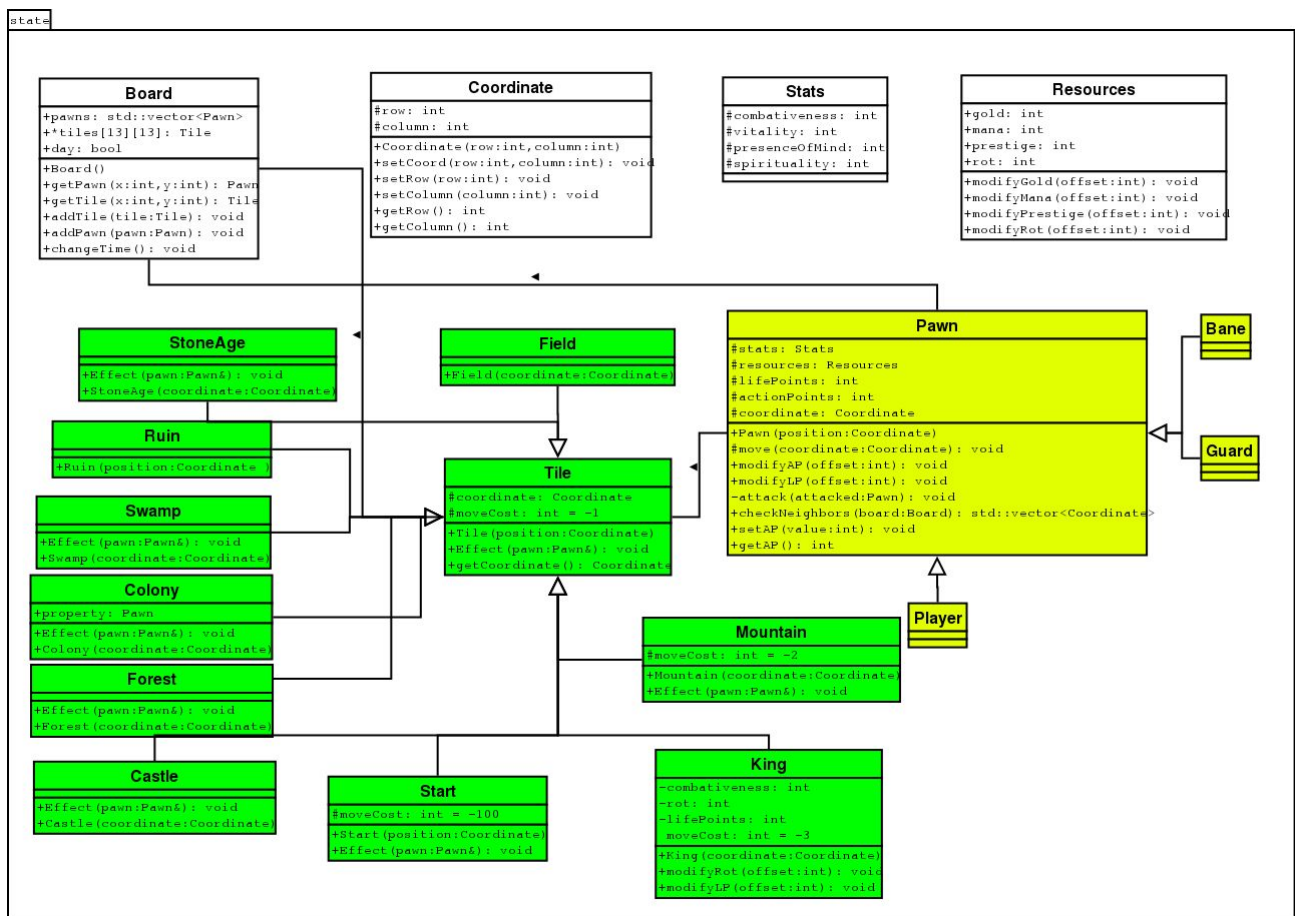 state
Board
+pawns: std::vector<Pawn>
+*tiles[13][13]: Tile
+day: bool
+Board()
+getPawn(x:int,y:int): Pawn
+getTile(x:int,y:int): Tile
+addTile(tile:Tile): void
+addPawn(pawn:Pawn): void
+changeTime(): void
Coordinate
#row: int
#column: int
+Coordinate(row:int,column:int)
+setCoord(row:int,column:int): void
+setRow(row:int): void
+setColumn(column:int): void
+getRow(): int
+getColumn(): int
Stats
#combativeness: int
#vitality: int
#presenceOfMind: int
#spirituality: int
Resources
+gold: int
+mana: int
+prestige: int
+rot: int
+modifyGold(offset:int): void
+modifyMana(offset:int): void
+modifyPrestige(offset:int): void
+modifyRot(offset:int): void
StoneAge
+Effect(pawn:Pawn&): void
+StoneAge(coordinate:Coordinate)
Field
+Field(coordinate:Coordinate)
Pawn
#stats: Stats
#resources: Resources
#lifePoints: int
#actionPoints: int
#coordinate: Coordinate
+Pawn(position:Coordinate)
#move(coordinate:Coordinate): void
+modifyAP(offset:int): void
+modifyLP(offset:int): void
-attack(attacked:Pawn): void
+checkNeighbors(board:Board): std::vector<Coordinate>
+setAP(value:int): void
+getAP(): int
Bane
Guard
Ruin
+Ruin(position:Coordinate )
Tile
#coordinate: Coordinate
#moveCost: int = -1
+Tile(position:Coordinate)
+Effect(pawn:Pawn&): void
+getCoordinate(): Coordinate
Swamp
+Effect(pawn:Pawn&): void
+Swamp(coordinate:Coordinate)
Colony
+property: Pawn
+Effect(pawn:Pawn&): void
+Colony(coordinate:Coordinate)
Player
Mountain
#moveCost: int = -2
+Mountain(coordinate:Coordinate)
+Effect(pawn:Pawn&): void
Forest
+Effect(pawn:Pawn&): void
+Forest(coordinate:Coordinate)
Castle
+Effect(pawn:Pawn&): void
+Castle(coordinate:Coordinate)
Start
#moveCost: int = -100
+Start(position:Coordinate)
+Effect(pawn:Pawn&): void
King
-combativeness: int
-rot: int
-lifePoints: int
moveCost: int = -3
+King(coordinate:Coordinate)
+modifyRot(offset:int): void
+modifyLP(offset:int): void